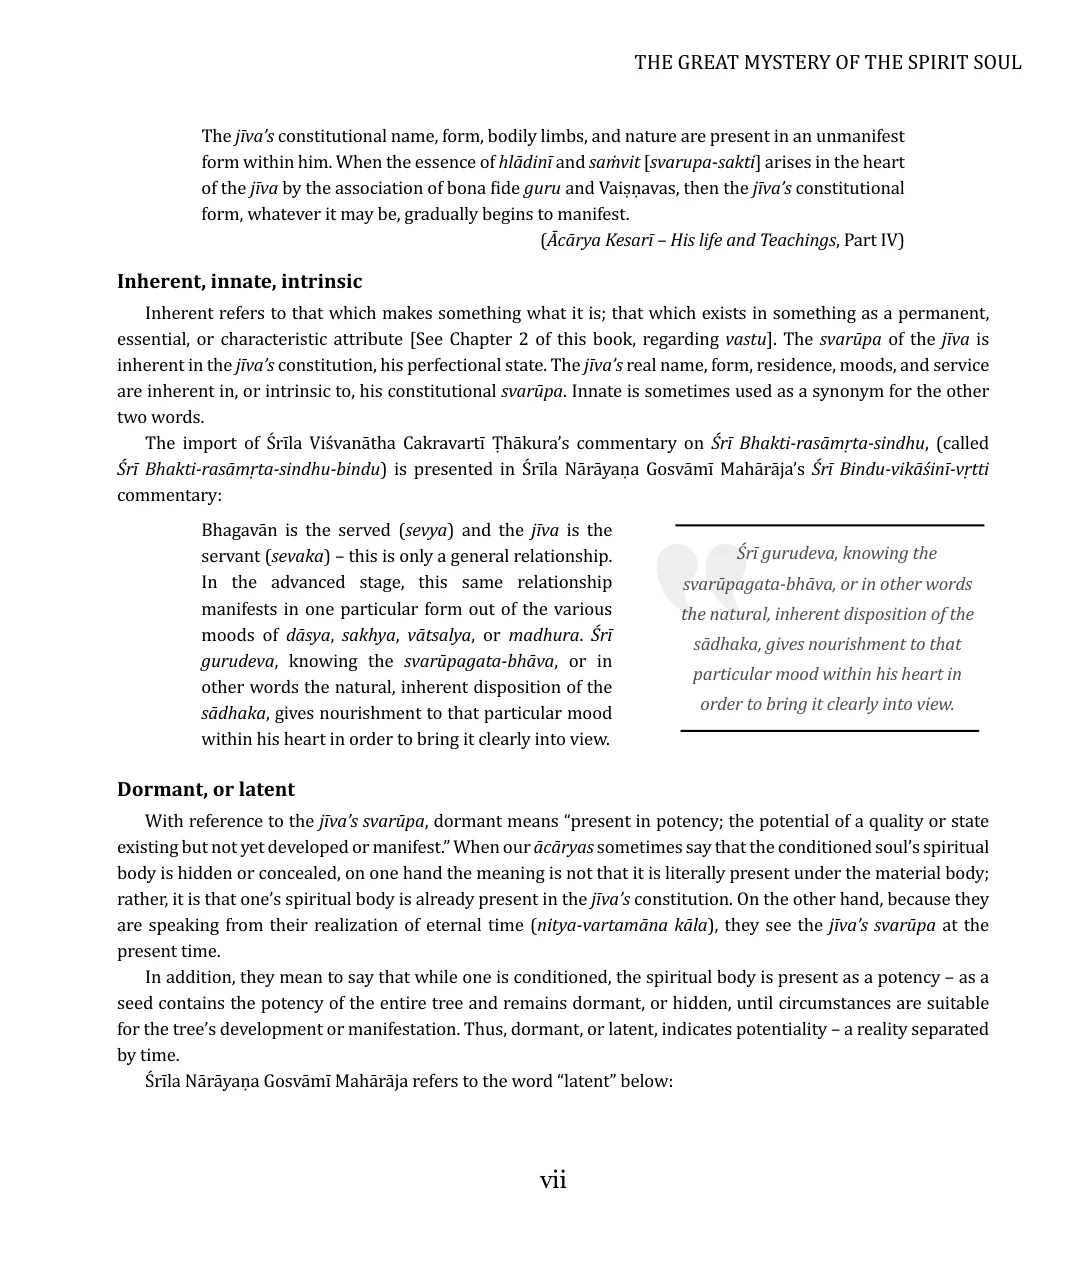 THE GREAT MYSTERY OF THE SPIRIT SOUL
The jīva’s constitutional name, form, bodily limbs, and nature are present in an unmanifest
form within him. When the essence of hlādinī and saṁvit [svarupa-sakti] arises in the heart
of the jīva by the association of bona fide guru and Vaiṣṇavas, then the jīva’s constitutional
form, whatever it may be, gradually begins to manifest.
(Ācārya Kesarī – His life and Teachings, Part IV)
Inherent, innate, intrinsic
Inherent refers to that which makes something what it is; that which exists in something as a permanent,
essential, or characteristic attribute [See Chapter 2 of this book, regarding vastu]. The svarūpa of the jīva is
inherent in the jīva’s constitution, his perfectional state. The jīva’s real name, form, residence, moods, and service
are inherent in, or intrinsic to, his constitutional svarūpa. Innate is sometimes used as a synonym for the other
two words.
The import of Śrīla Viśvanātha Cakravartī Ṭhākura’s commentary on Śrī Bhakti-rasāmṛta-sindhu, (called
Śrī Bhakti-rasāmṛta-sindhu-bindu) is presented in Śrīla Nārāyaṇa Gosvāmī Mahārāja’s Śrī Bindu-vikāśinī-vṛtti
commentary:
Bhagavān is the served (sevya) and the jīva is the
servant (sevaka) – this is only a general relationship.
In the advanced stage, this same relationship
manifests in one particular form out of the various
moods of dāsya, sakhya, vātsalya, or madhura. Śrī
gurudeva, knowing the svarūpagata-bhāva, or in
other words the natural, inherent disposition of the
sādhaka, gives nourishment to that particular mood
within his heart in order to bring it clearly into view.
Śrī gurudeva, knowing the
svarūpagata-bhāva, or in other words
the natural, inherent disposition of the
sādhaka, gives nourishment to that
particular mood within his heart in
order to bring it clearly into view.
Dormant, or latent
With reference to the jīva’s svarūpa, dormant means “present in potency; the potential of a quality or state
existing but not yet developed or manifest.” When our ācāryas sometimes say that the conditioned soul’s spiritual
body is hidden or concealed, on one hand the meaning is not that it is literally present under the material body;
rather, it is that one’s spiritual body is already present in the jīva’s constitution. On the other hand, because they
are speaking from their realization of eternal time (nitya-vartamāna kāla), they see the jīva’s svarūpa at the
present time.
In addition, they mean to say that while one is conditioned, the spiritual body is present as a potency – as a
seed contains the potency of the entire tree and remains dormant, or hidden, until circumstances are suitable
for the tree’s development or manifestation. Thus, dormant, or latent, indicates potentiality – a reality separated
by time.
Śrīla Nārāyaṇa Gosvāmī Mahārāja refers to the word “latent” below:
vii